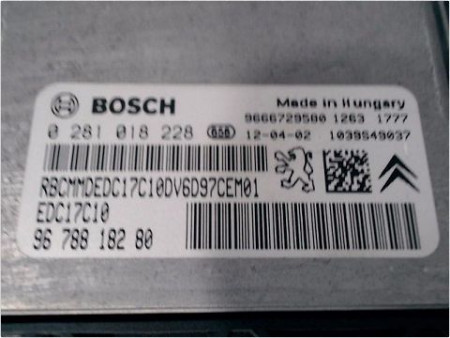 BOSCH
Made in Hungary
9666729580 1263 1777
0 281 018 228 656 12-04-02 1039S49037
RBCMMDEDC17C10DV6D97CEM01
EDC17C10
96 788 182 80